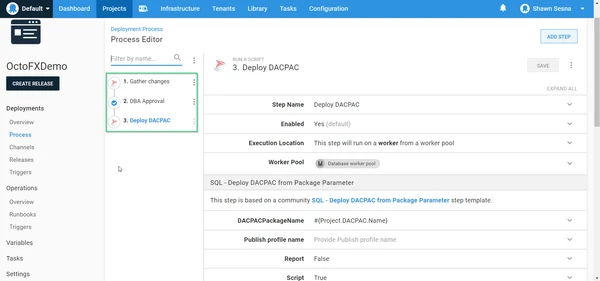 Default
Dashboard
Projects
Infrastructure
Tenants
Library
Tasks
Configuration
Shawn Sesna
OctoFXDemo
CREATE RELEASE
Deployments
Overview
Process
Channels
Releases
Triggers
Operations
Overview
Runbooks
Triggers
Variables
Tasks
Settings
Deployment Process
Process Editor
ADD STEP
Filter by name...
1. Gather changes
2. DBA Approval
3. Deploy DACPAC
RUN A SCRIPT
3. Deploy DACPAC
SAVE
EXPAND ALL
Step Name Deploy DACPAC
Enabled Yes (default)
Execution Location This step will run on a worker from a worker pool
Worker Pool Database worker pool
SQL - Deploy DACPAC from Package Parameter
This step is based on a community SQL - Deploy DACPAC from Package Parameter step template.
DACPACPackageName #{Project.DACPAC.Name}
Publish profile name Provide Publish profile name
Report False
Script True